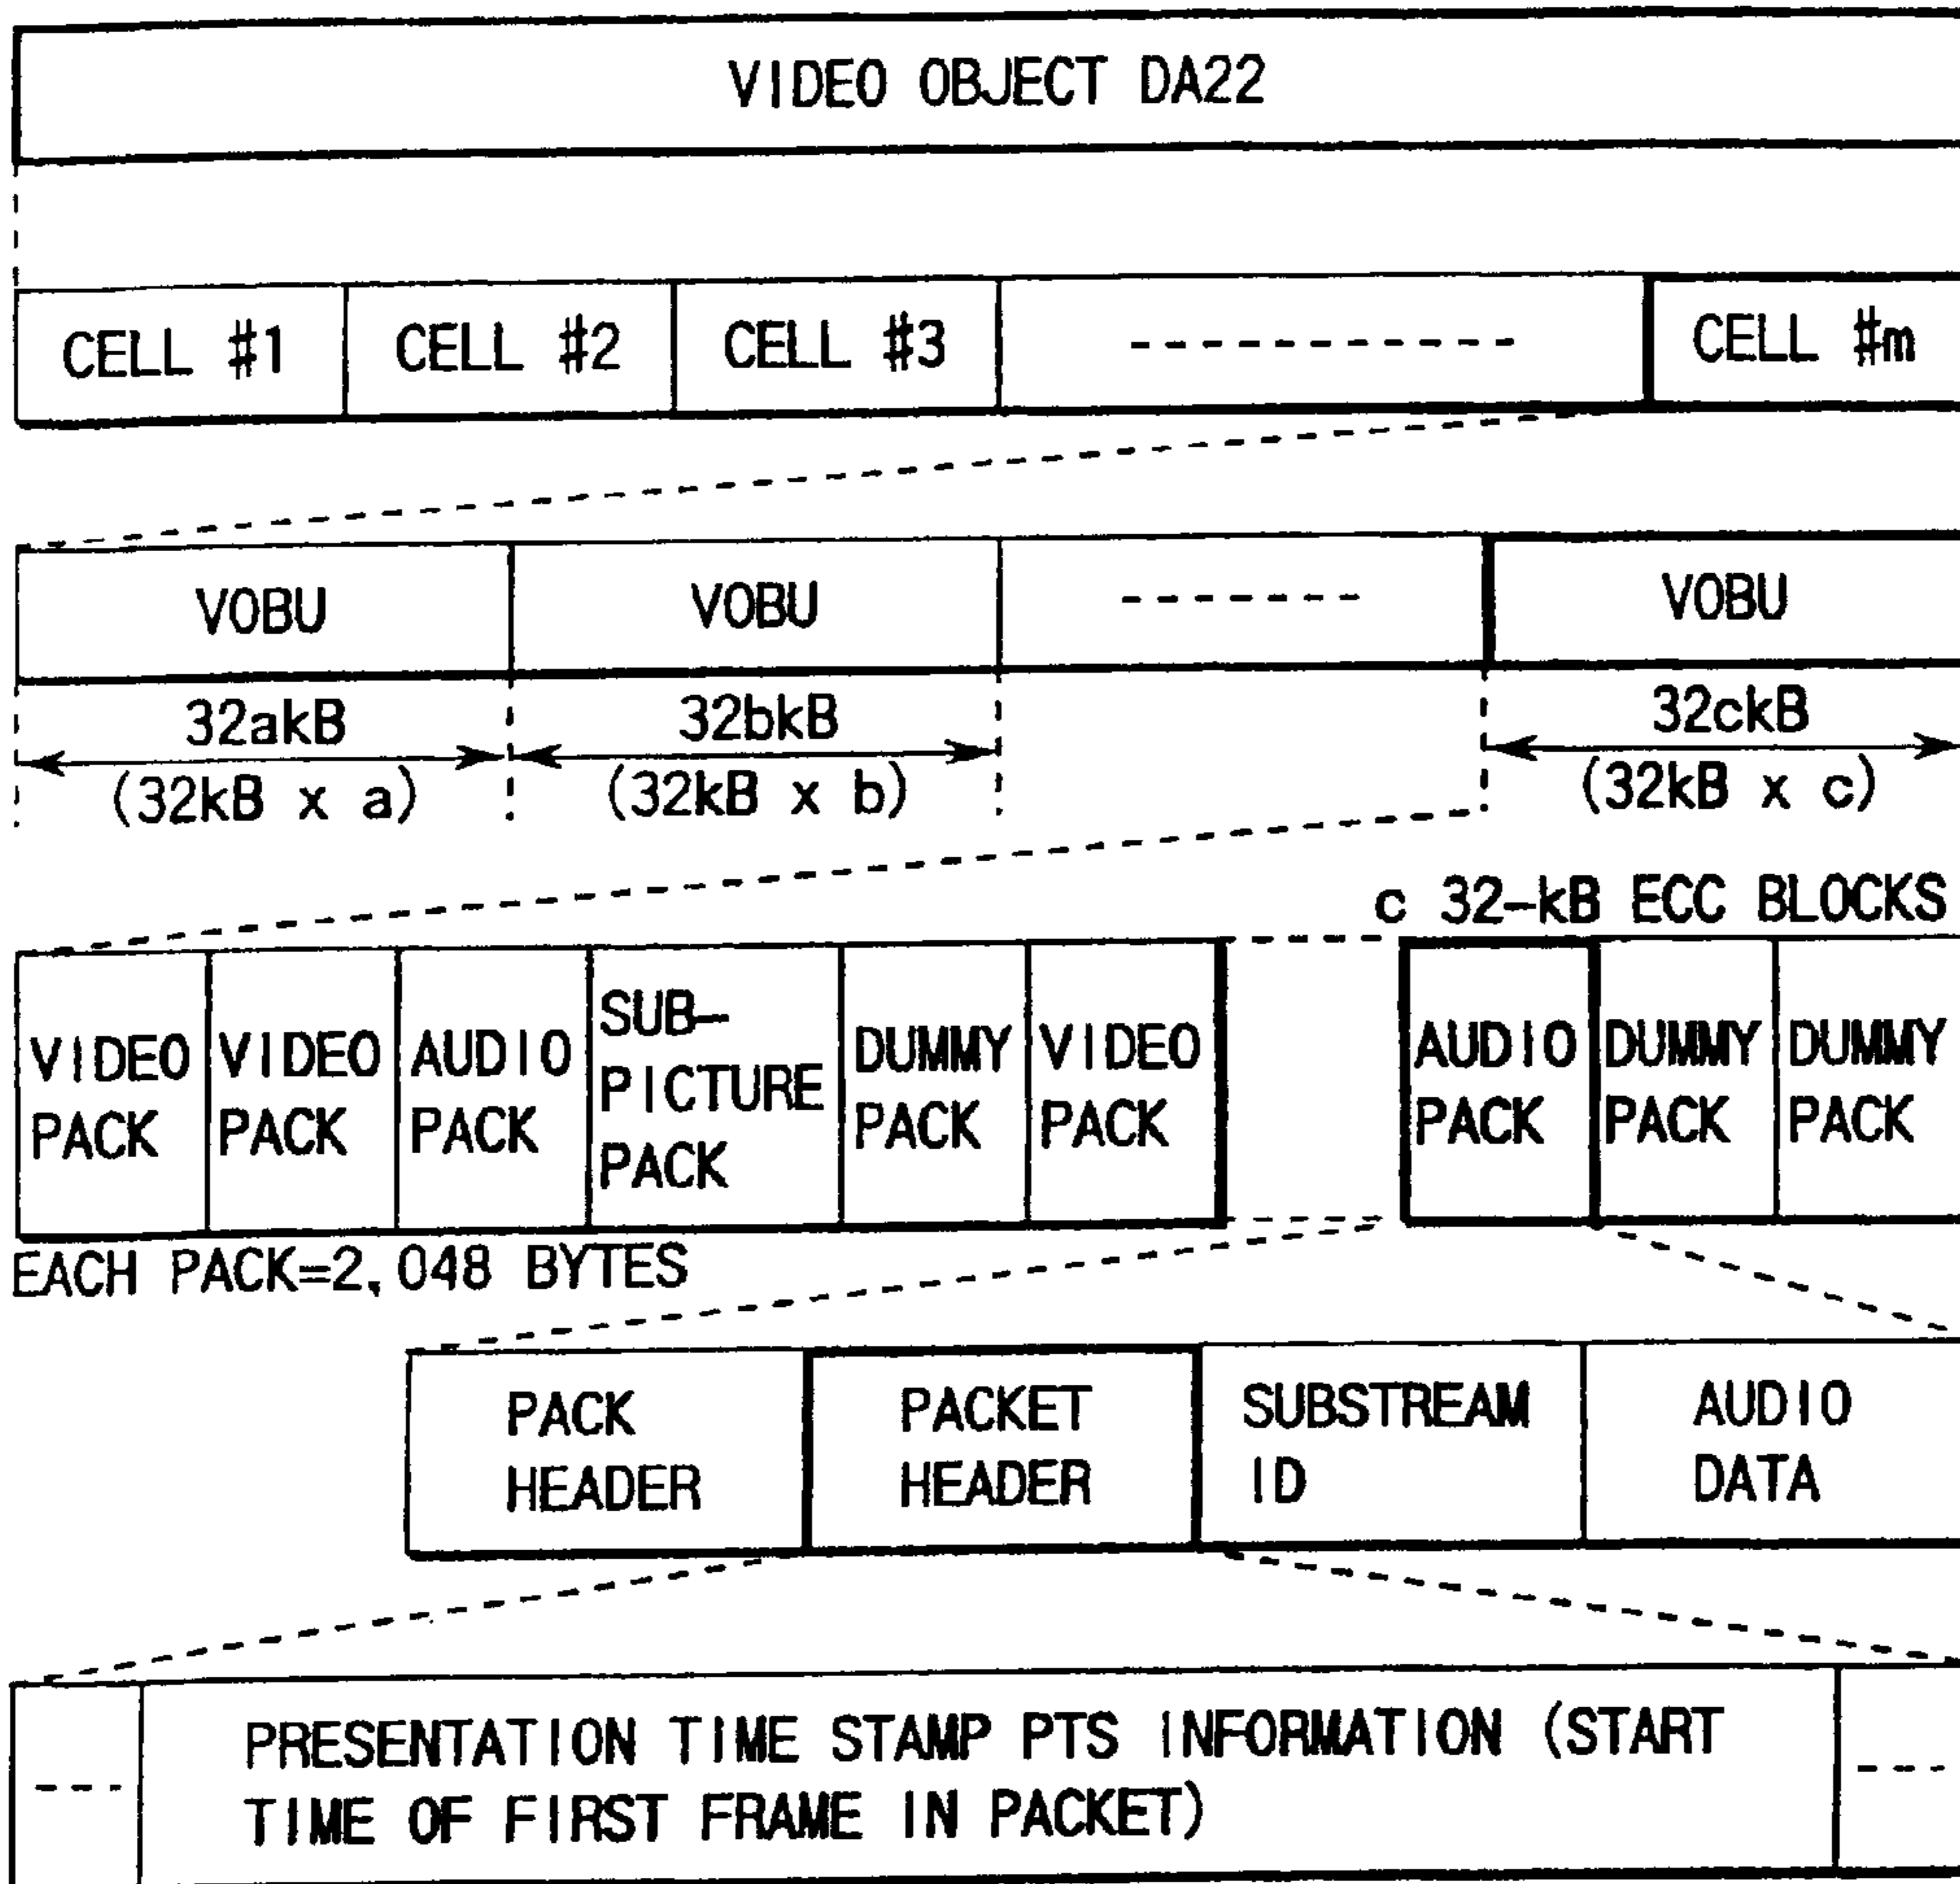 VIDEO OBJECT DA22
CELL #1 CELL #2 CELL #3 ----------- CELL #m
VOBU VOBU ------- VOBU
32akB 32bkB 32ckB
(32kB x a) (32kB x b) (32kB x c)
c 32-kB ECC BLOCKS
VIDEO PACK
VIDEO PACK
AUDIO PACK
SUB-
PICTURE
PACK
DUMMY PACK
VIDEO PACK
AUDIO PACK
DUMMY PACK
DUMMY PACK
EACH PACK=2,048 BYTES
PACK
HEADER
PACKET
HEADER
SUBSTREAM
ID
AUDIO
DATA
--- PRESENTATION TIME STAMP PTS INFORMATION (START ---
TIME OF FIRST FRAME IN PACKET)